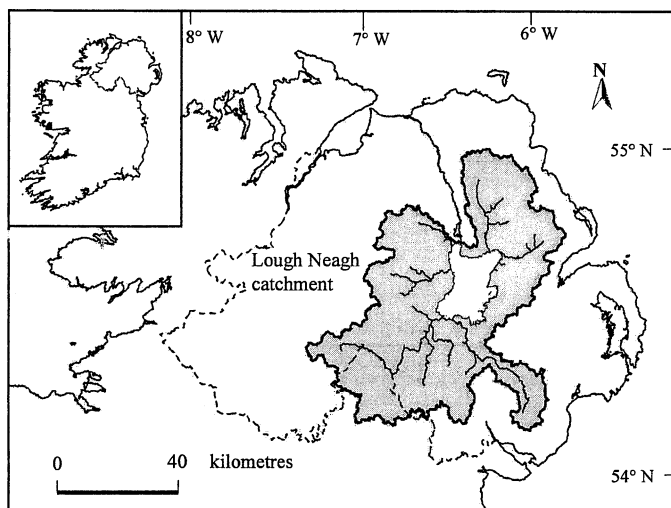 8° W
7° W
6° W
N
55° N
Lough Neagh
catchment
0
40
kilometres
54° N